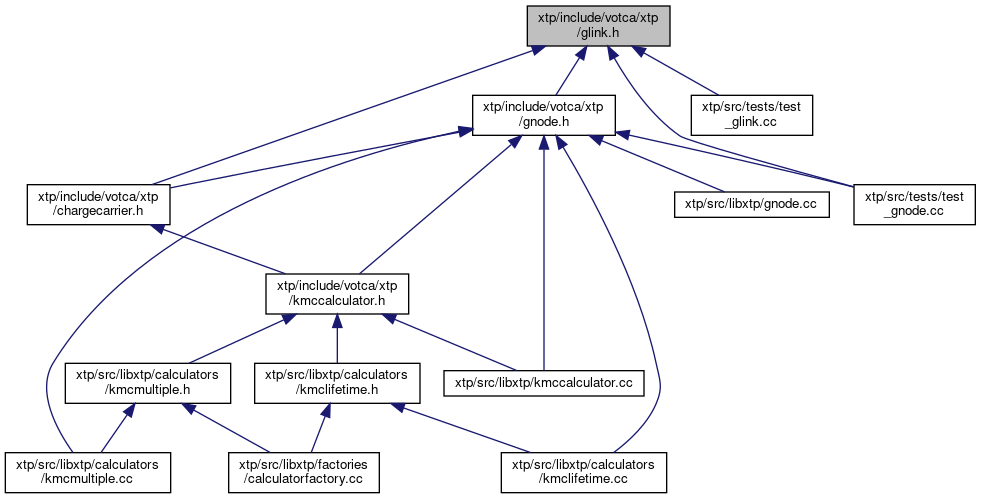 xtp/include/votca/xtp
/glink.h
xtp/include/votca/xtp
/gnode.h
xtp/src/tests/test
_glink.cc
xtp/include/votca/xtp
/chargecarrier.h
xtp/src/libxtp/gnode.cc
xtp/src/tests/test
_gnode.cc
xtp/include/votca/xtp
/kmccalculator.h
xtp/src/libxtp/calculators
/kmcmultiple.h
xtp/src/libxtp/calculators
/kmclifetime.h
xtp/src/libxtp/kmccalculator.cc
xtp/src/libxtp/calculators
/kmcmultiple.cc
xtp/src/libxtp/factories
/calculatorfactory.cc
xtp/src/libxtp/calculators
/kmclifetime.cc